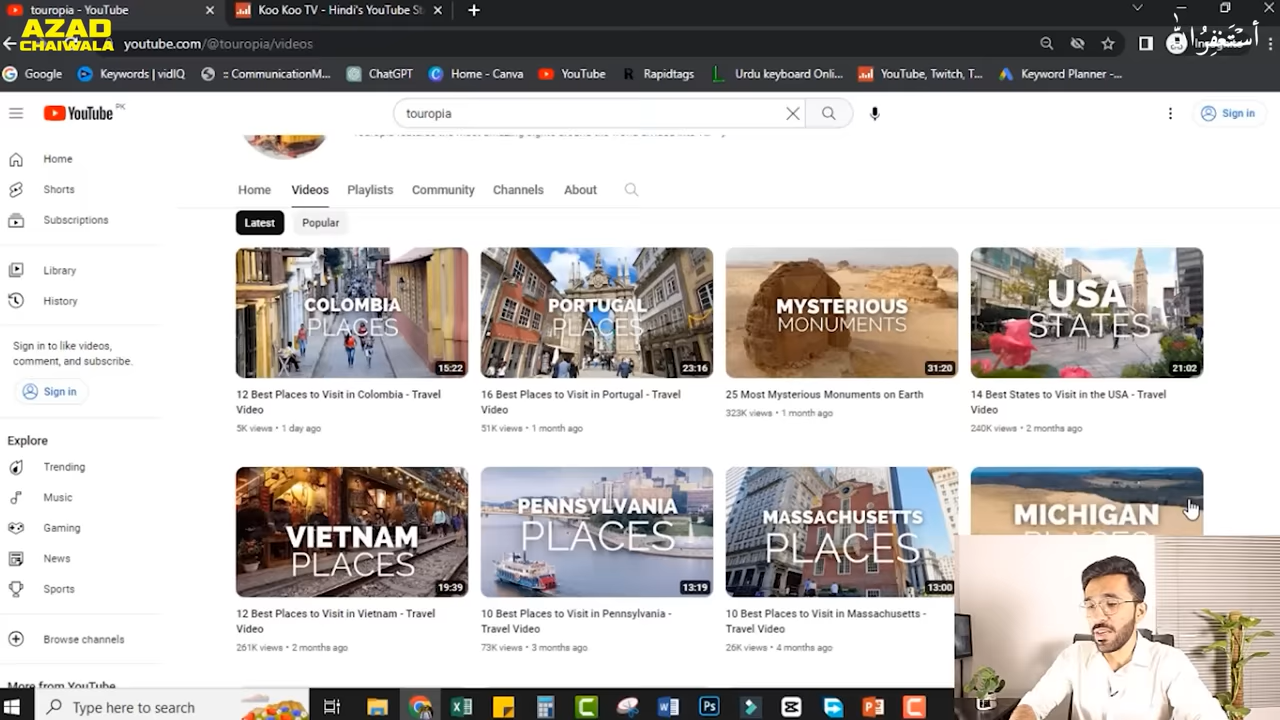 touropia - YouTube
Koo Koo TV - Hindi's YouTube St
AZAD
CHAIWALA
youtube.com/@touropia/videos
أستغفر الله
Google
Keywords | vidIQ
:: CommunicationM...
ChatGPT
Home - Canva
YouTube
Rapidtags
Urdu keyboard Onli...
YouTube, Twitch, T...
Keyword Planner -...
YouTube PK
touropia
Sign in
Home
Videos
Playlists
Community
Channels
About
Latest
Popular
Home
Shorts
Subscriptions
Library
History
Sign in to like videos,
comment, and subscribe.
Sign in
Explore
Trending
Music
Gaming
News
Sports
Browse channels
More from YouTube
COLOMBIA
PLACES
15:22
12 Best Places to Visit in Colombia - Travel
Video
5K views • 1 day ago
PORTUGAL
PLACES
23:16
16 Best Places to Visit in Portugal - Travel
Video
51K views • 1 month ago
MYSTERIOUS
MONUMENTS
31:20
25 Most Mysterious Monuments on Earth
323K views • 1 month ago
USA
STATES
21:02
14 Best States to Visit in the USA - Travel
Video
240K views • 2 months ago
VIETNAM
PLACES
19:39
12 Best Places to Visit in Vietnam - Travel
Video
261K views • 2 months ago
PENNSYLVANIA
PLACES
13:19
10 Best Places to Visit in Pennsylvania -
Travel Video
73K views • 3 months ago
MASSACHUSETTS
PLACES
13:00
10 Best Places to Visit in Massachusetts -
Travel Video
26K views • 4 months ago
MICHIGAN
Type here to search